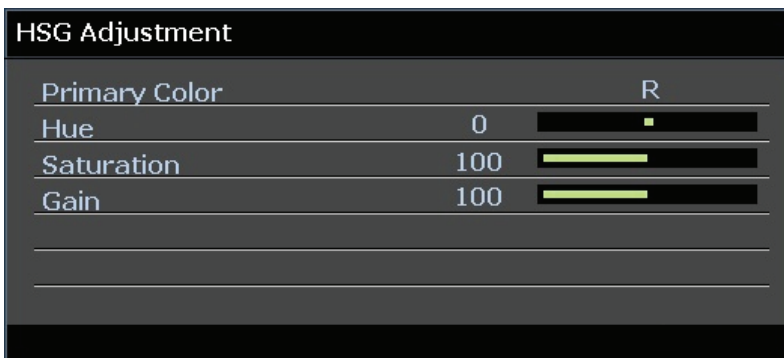 HSG Adjustment
Primary Color R
Hue 0
Saturation 100
Gain 100